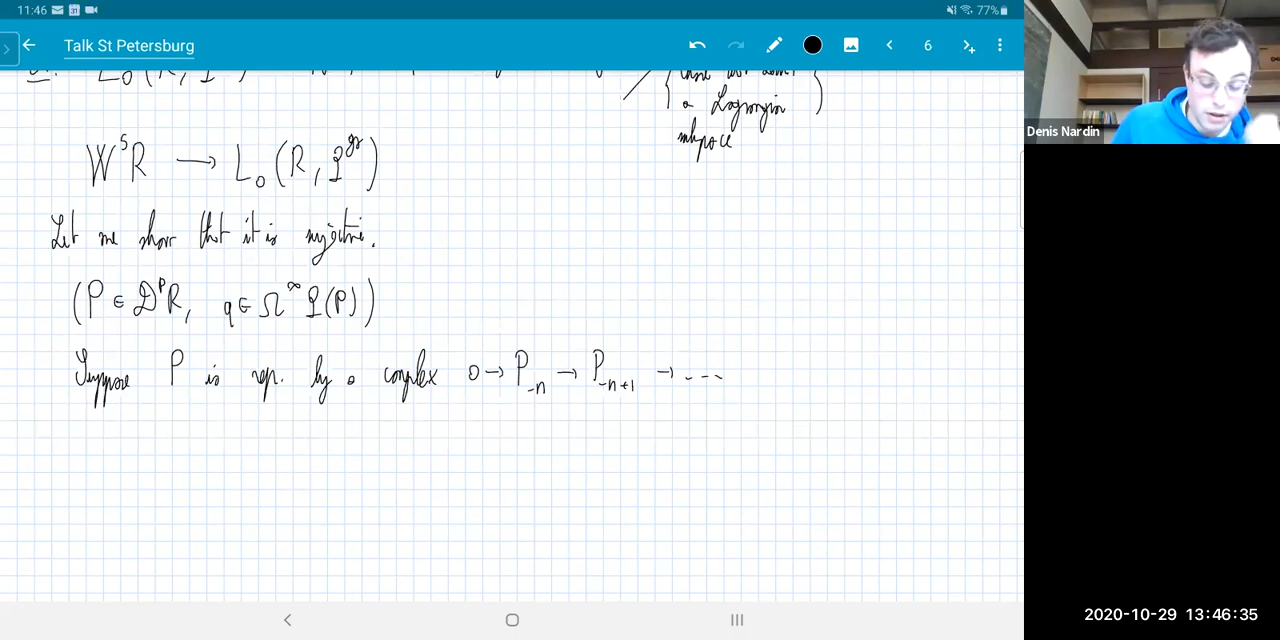 11:46
77%
Talk St Petersburg
6
a Lagrangian
subspace
W^S R → L_0 (R, Ϙ^{gs})
Let me show that it is surjective.
(P ∈ D^p R, q ∈ Ω^∞ Ϙ(P))
Suppose P is rep. by a complex 0 → P_{-n} → P_{-n+1} → ...
Denis Nardin
2020-10-29 13:46:35